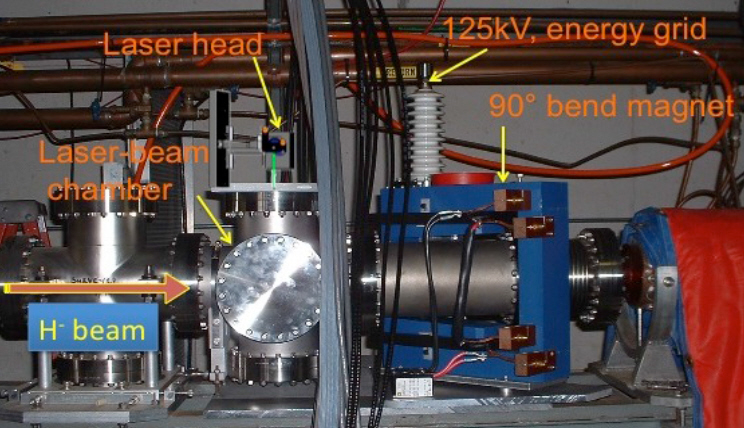 Laser head
125kV, energy grid
90° bend magnet
Laser-beam
chamber
H⁻ beam